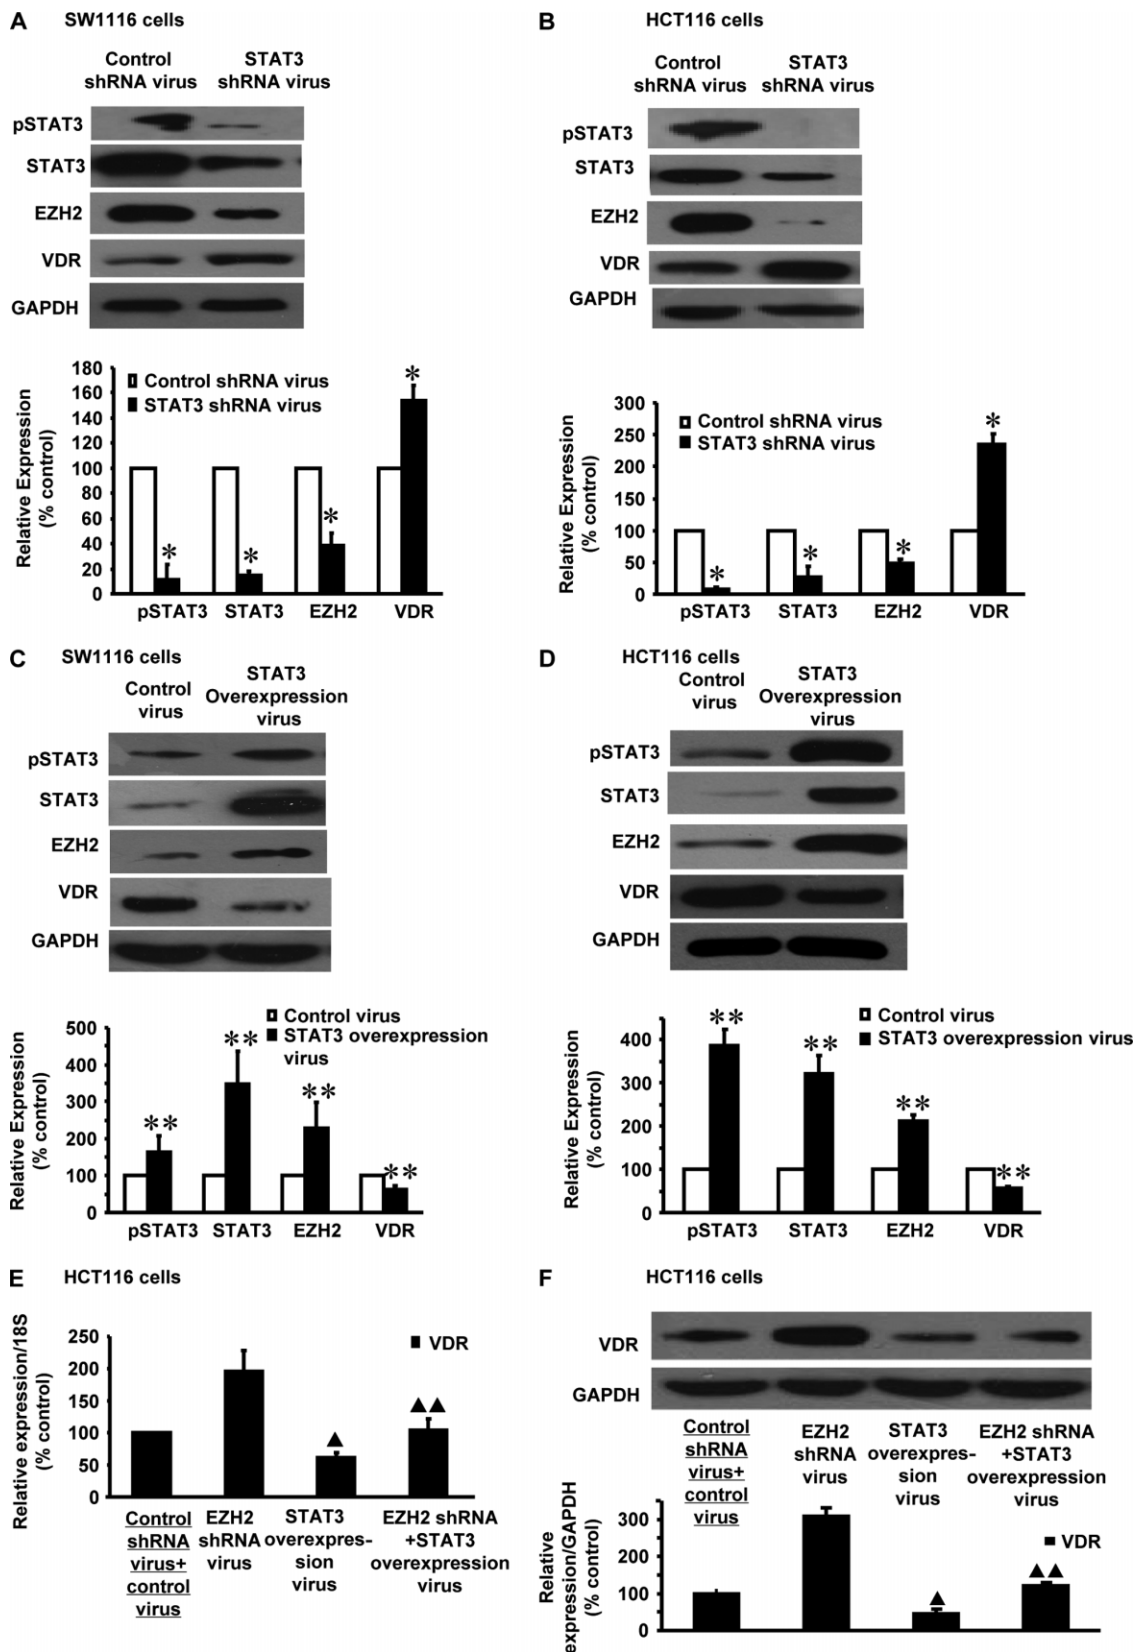 A SW1116 cells
Control
shRNA virus
STAT3
shRNA virus
pSTAT3
STAT3
EZH2
VDR
GAPDH
Relative Expression
(% control)
180
160
140
120
100
80
60
40
20
0
Control shRNA virus
STAT3 shRNA virus
*
*
*
*
pSTAT3 STAT3 EZH2 VDR
B HCT116 cells
Control
shRNA virus
STAT3
shRNA virus
pSTAT3
STAT3
EZH2
VDR
GAPDH
Relative Expression
(% control)
300
250
200
150
100
50
0
Control shRNA virus
STAT3 shRNA virus
*
*
*
*
pSTAT3 STAT3 EZH2 VDR
C SW1116 cells
Control
virus
STAT3
Overexpression
virus
pSTAT3
STAT3
EZH2
VDR
GAPDH
Relative Expression
(% control)
500
400
300
200
100
0
Control virus
STAT3 overexpression
virus
**
**
**
**
pSTAT3 STAT3 EZH2 VDR
D HCT116 cells
Control
virus
STAT3
Overexpression
virus
pSTAT3
STAT3
EZH2
VDR
GAPDH
Relative Expression
(% control)
400
300
200
100
0
Control virus
STAT3 overexpression virus
**
**
**
**
pSTAT3 STAT3 EZH2 VDR
E HCT116 cells
Relative expression/18S
(% control)
250
200
150
100
50
0
VDR
▲
▲▲
Control
shRNA
virus+
control
virus
EZH2
shRNA
virus
STAT3
overexpres-
sion
virus
EZH2 shRNA
+STAT3
overexpression
virus
F HCT116 cells
VDR
GAPDH
Control
shRNA
virus+
control
virus
EZH2
shRNA
virus
STAT3
overexpres-
sion
virus
EZH2 shRNA
+STAT3
overexpression
virus
Relative
expression/GAPDH
(% control)
300
200
100
0
VDR
▲
▲▲